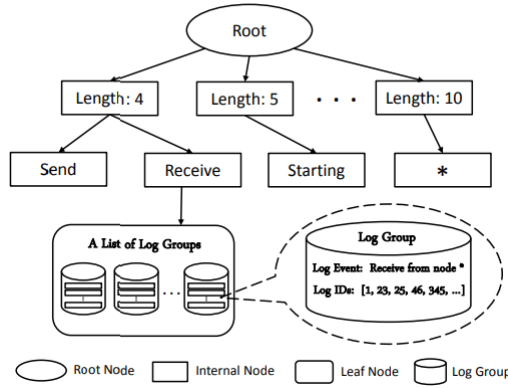 Root
Length: 4
Length: 5
. . .
Length: 10
Send
Receive
Starting
*
A List of Log Groups
...
Log Group
Log Event: Receive from node *
Log IDs: [1, 23, 25, 46, 345, ...]
Root Node
Internal Node
Leaf Node
Log Group